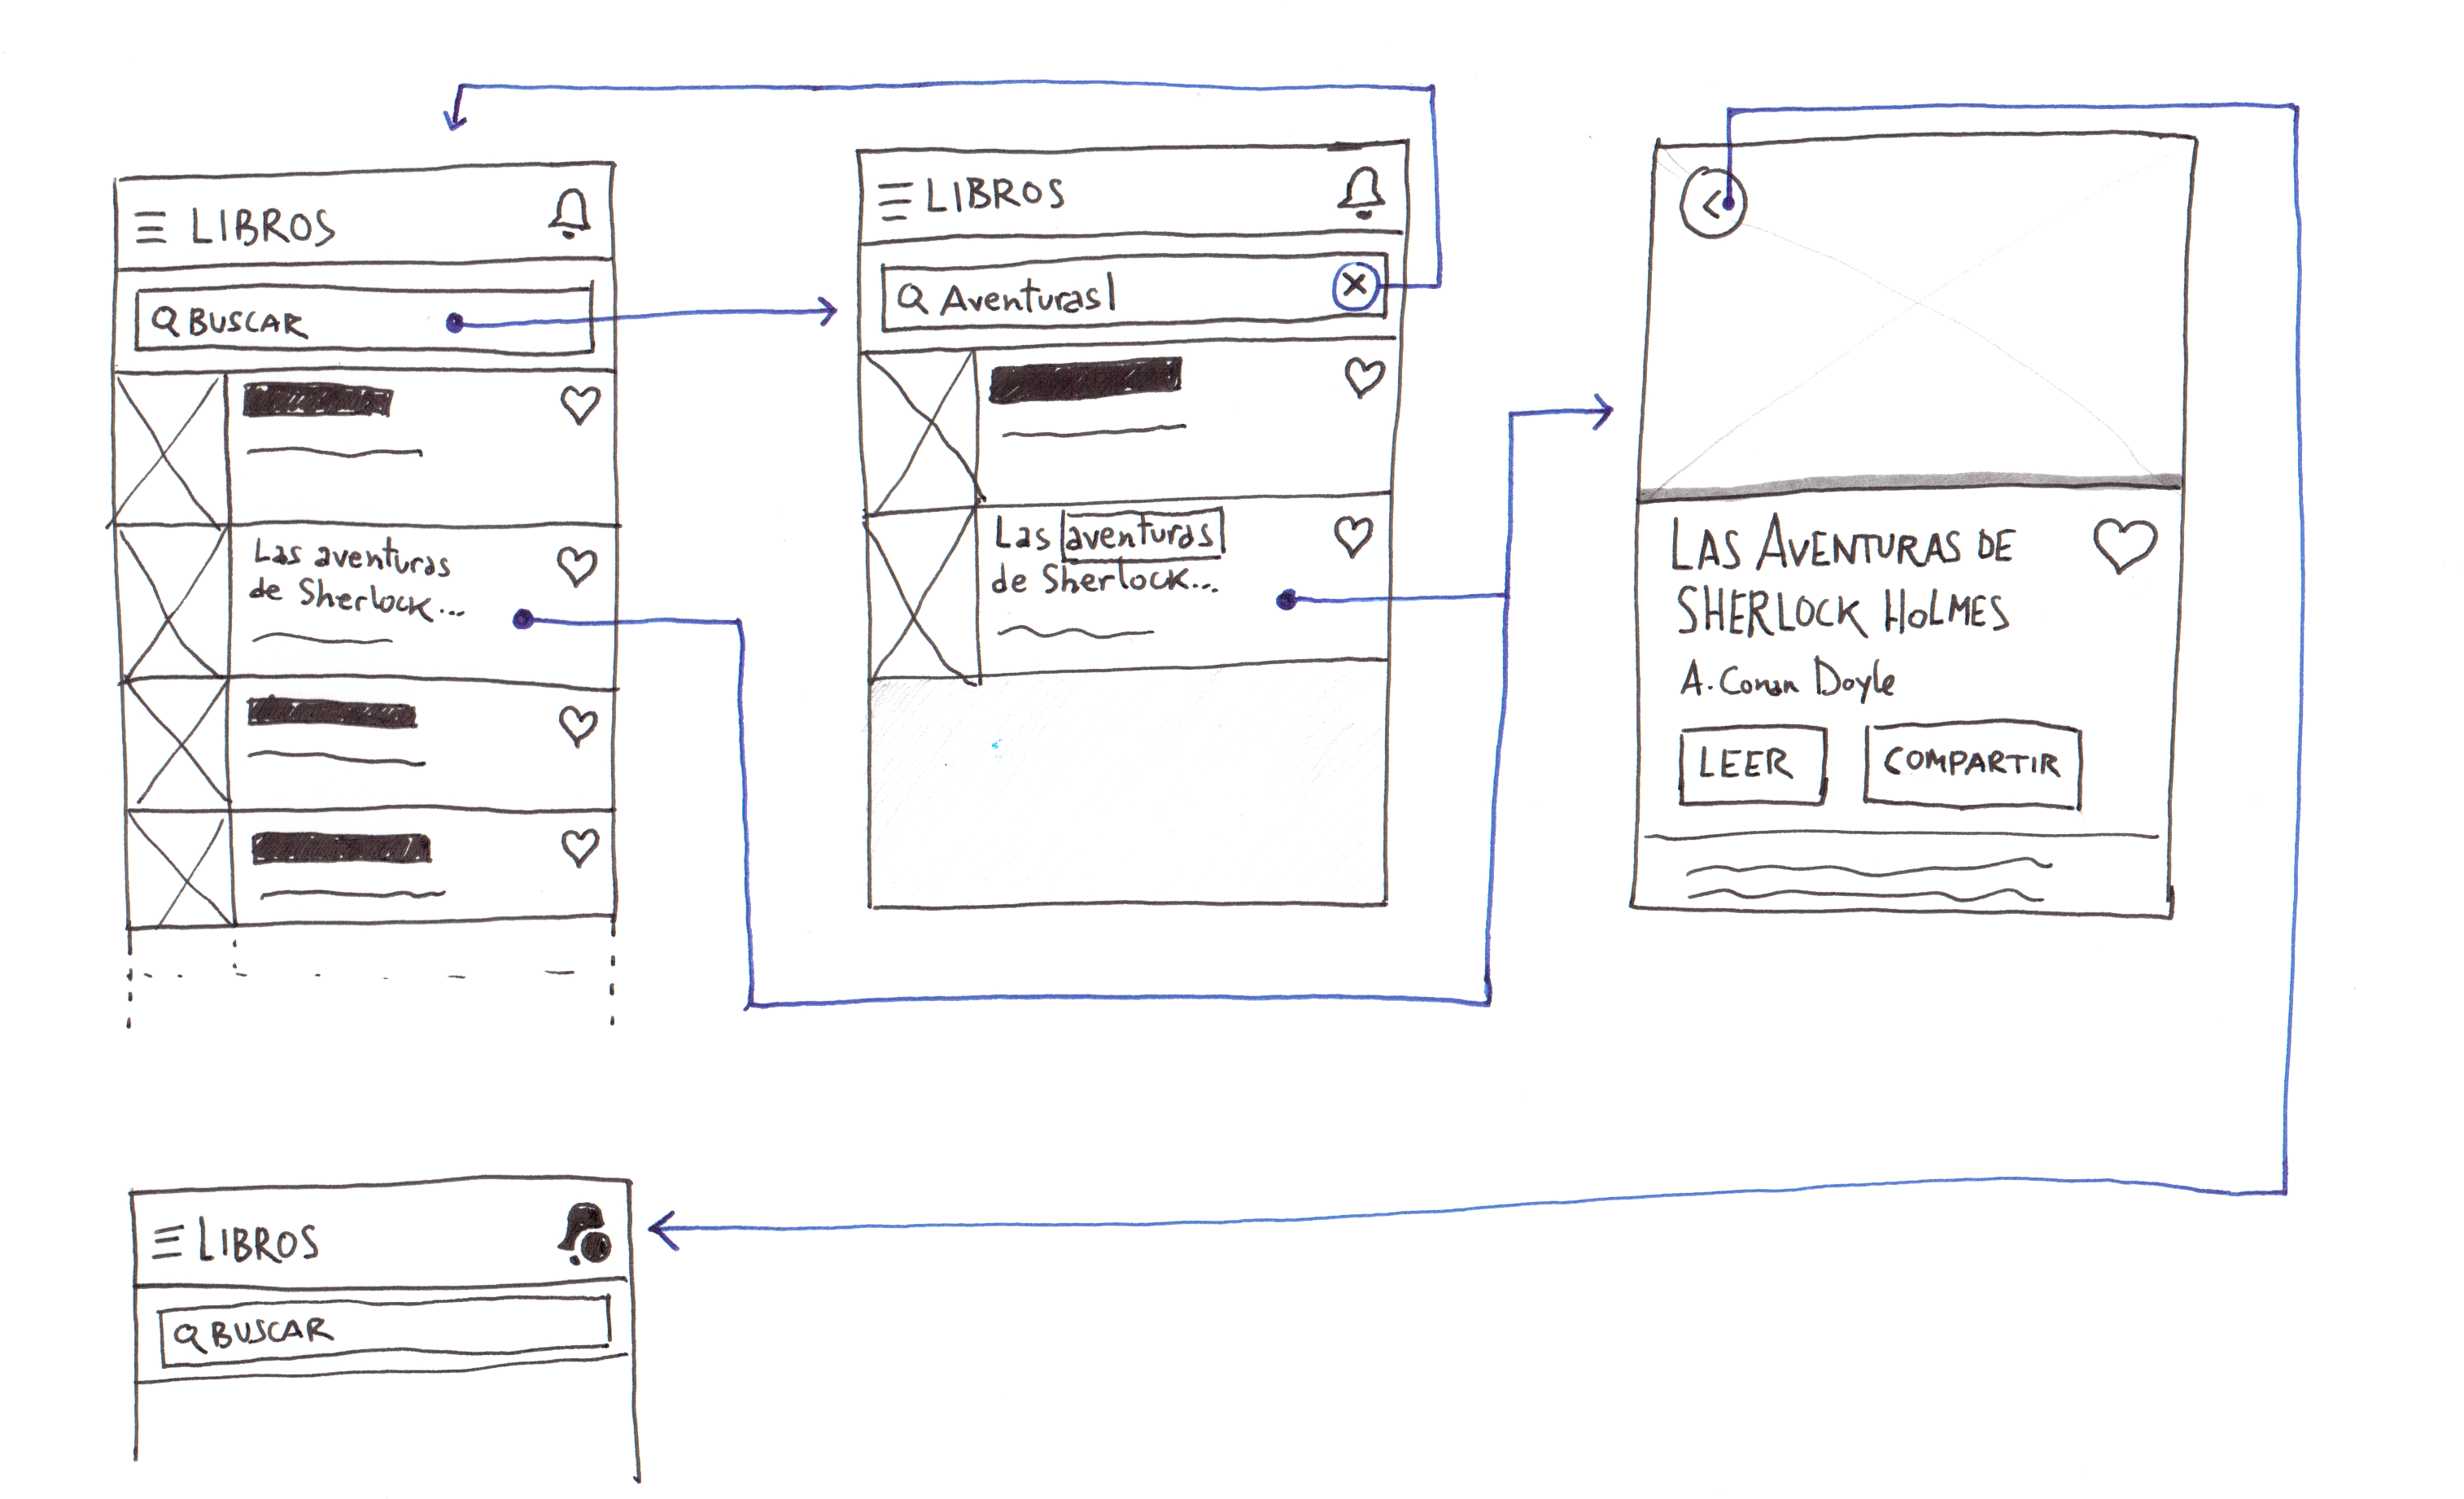 LIBROS
BUSCAR
Las aventuras
de Sherlock...
LIBROS
Aventuras
Las aventuras
de Sherlock...
LAS AVENTURAS DE
SHERLOCK HOLMES
A. Conan Doyle
LEER
COMPARTIR
LIBROS
BUSCAR